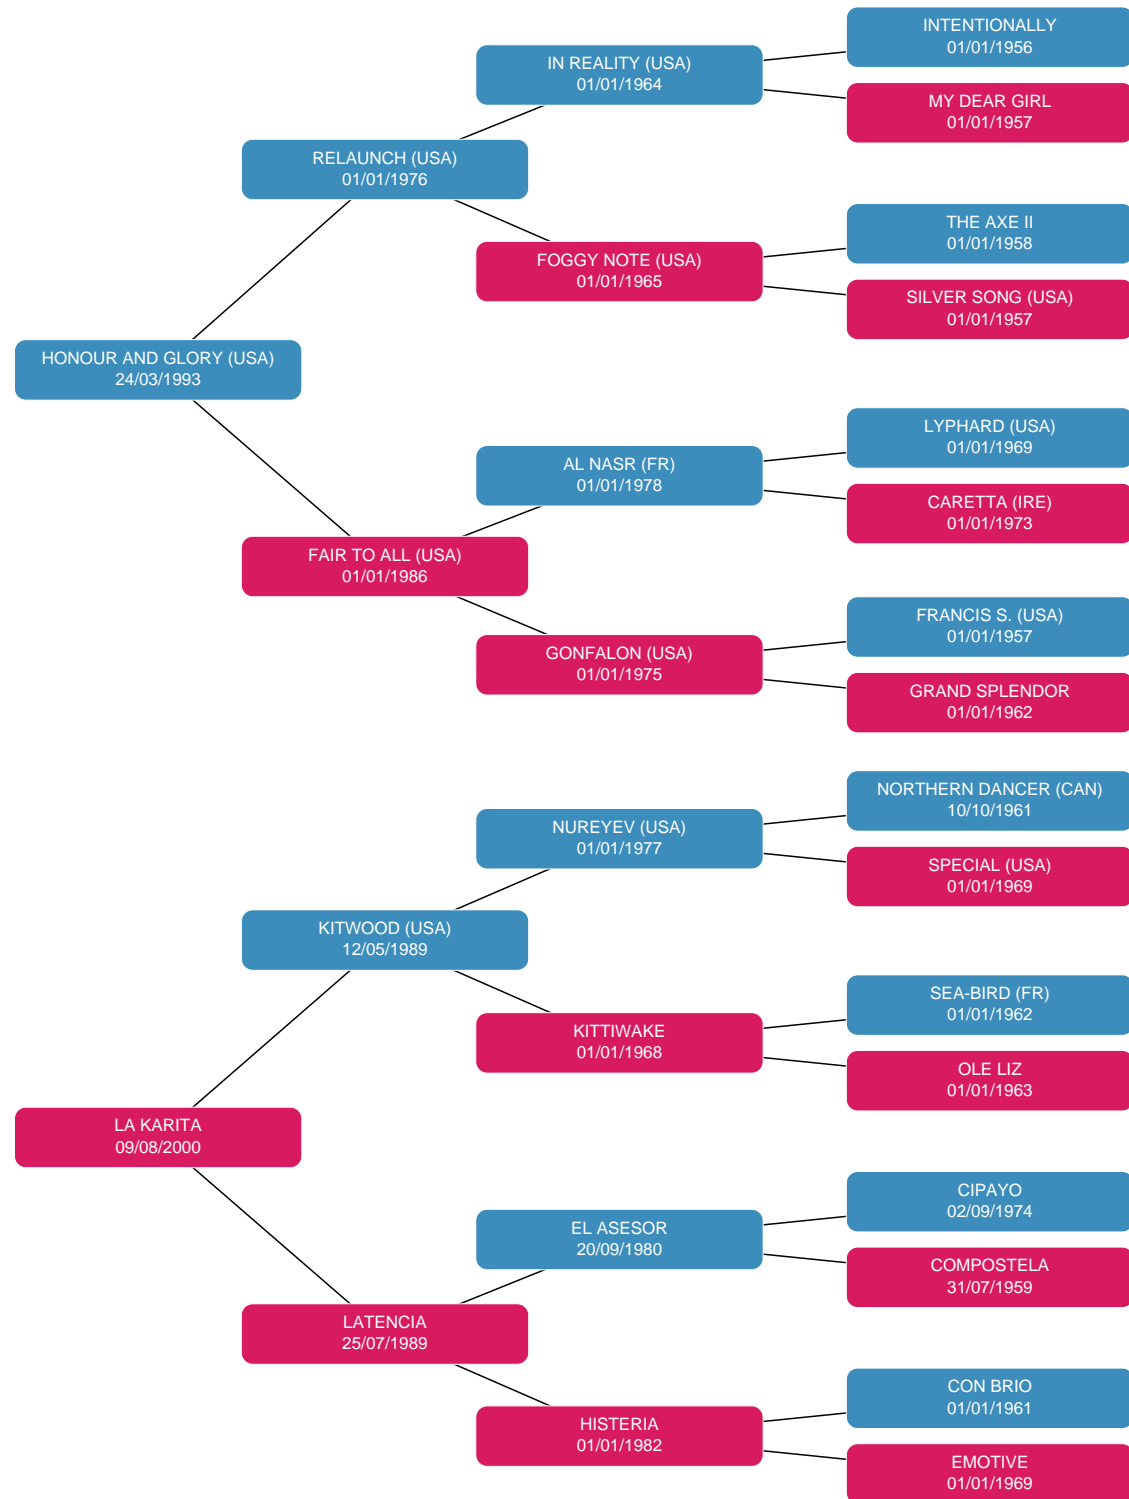 INTENTIONALLY
01/01/1956
IN REALITY (USA)
01/01/1964
MY DEAR GIRL
01/01/1957
RELAUNCH (USA)
01/01/1976
THE AXE II
01/01/1958
FOGGY NOTE (USA)
01/01/1965
SILVER SONG (USA)
01/01/1957
HONOUR AND GLORY (USA)
24/03/1993
LYPHARD (USA)
01/01/1969
AL NASR (FR)
01/01/1978
CARETTA (IRE)
01/01/1973
FAIR TO ALL (USA)
01/01/1986
FRANCIS S. (USA)
01/01/1957
GONFALON (USA)
01/01/1975
GRAND SPLENDOR
01/01/1962
NORTHERN DANCER (CAN)
10/10/1961
NUREYEV (USA)
01/01/1977
SPECIAL (USA)
01/01/1969
KITWOOD (USA)
12/05/1989
SEA-BIRD (FR)
01/01/1962
KITTIWAKE
01/01/1968
OLE LIZ
01/01/1963
LA KARITA
09/08/2000
CIPAYO
02/09/1974
EL ASESOR
20/09/1980
COMPOSTELA
31/07/1959
LATENCIA
25/07/1989
CON BRIO
01/01/1961
HISTERIA
01/01/1982
EMOTIVE
01/01/1969